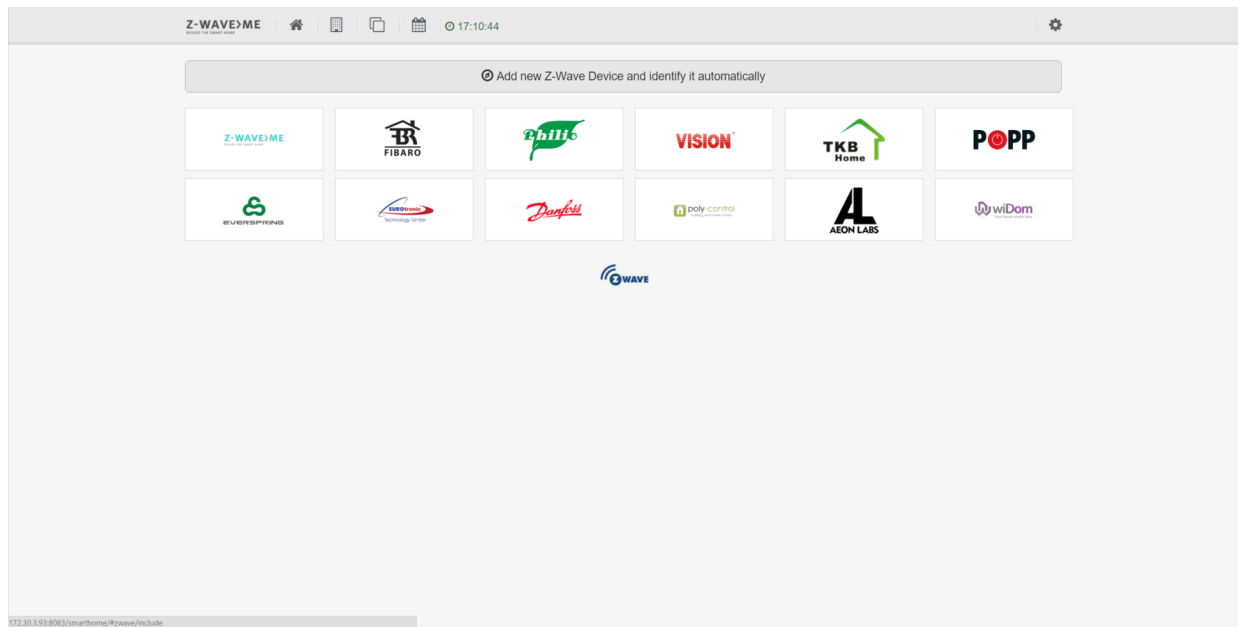 Z-WAVE>ME
17:10:44
Add new Z-Wave Device and identify it automatically
Z-WAVE>ME
FIBARO
Philio
VISION
TKB
Home
POPP
EVERSPRING
EUROtronic
Technology GmbH
Danfoss
poly-control
AEON LABS
wiDom
Z WAVE
172.30.3.93:8083/smarthome/#zwave/include